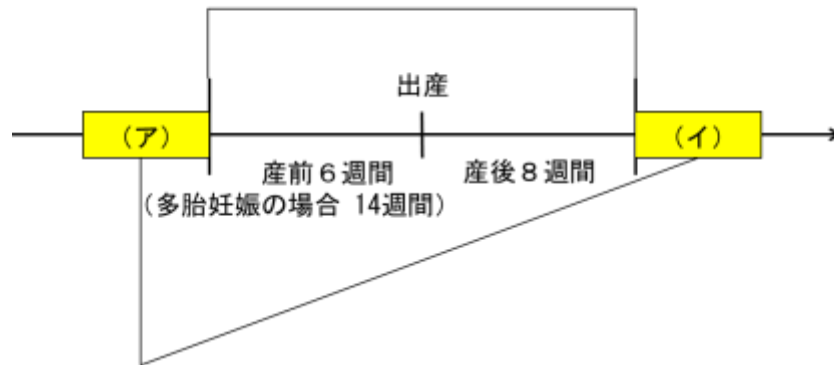 出産
（ア）
（イ）
産前６週間
産後８週間
（多胎妊娠の場合 14週間）